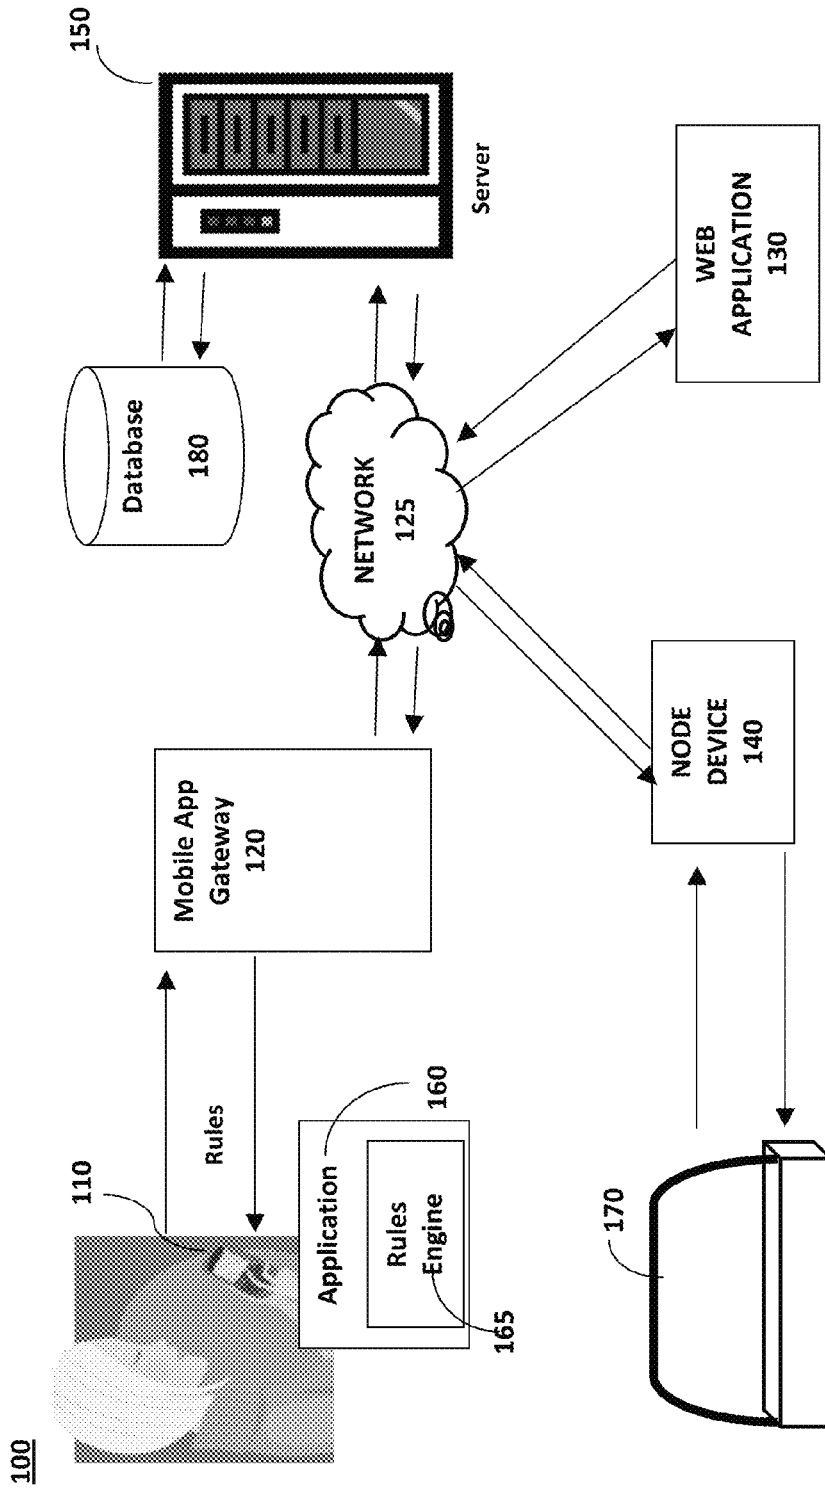 100
110
Rules
Application
160
Rules
Engine
165
Mobile App
Gateway
120
Database
180
NETWORK
125
150
Server
170
NODE
DEVICE
140
WEB
APPLICATION
130